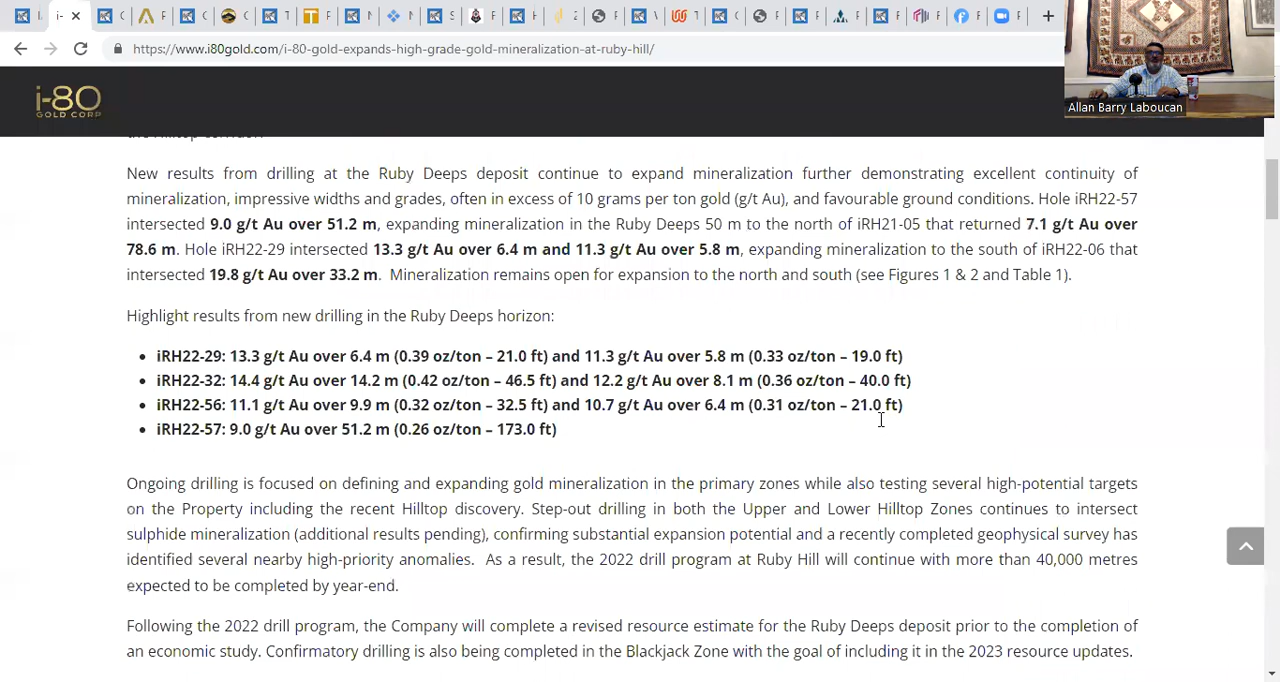 https://www.i80gold.com/i-80-gold-expands-high-grade-gold-mineralization-at-ruby-hill/
Allan Barry Laboucan
i-80
GOLD CORP
New results from drilling at the Ruby Deeps deposit continue to expand mineralization further demonstrating excellent continuity of
mineralization, impressive widths and grades, often in excess of 10 grams per ton gold (g/t Au), and favourable ground conditions. Hole iRH22-57
intersected 9.0 g/t Au over 51.2 m, expanding mineralization in the Ruby Deeps 50 m to the north of iRH21-05 that returned 7.1 g/t Au over
78.6 m. Hole iRH22-29 intersected 13.3 g/t Au over 6.4 m and 11.3 g/t Au over 5.8 m, expanding mineralization to the south of iRH22-06 that
intersected 19.8 g/t Au over 33.2 m. Mineralization remains open for expansion to the north and south (see Figures 1 & 2 and Table 1).
Highlight results from new drilling in the Ruby Deeps horizon:
• iRH22-29: 13.3 g/t Au over 6.4 m (0.39 oz/ton – 21.0 ft) and 11.3 g/t Au over 5.8 m (0.33 oz/ton – 19.0 ft)
• iRH22-32: 14.4 g/t Au over 14.2 m (0.42 oz/ton – 46.5 ft) and 12.2 g/t Au over 8.1 m (0.36 oz/ton – 40.0 ft)
• iRH22-56: 11.1 g/t Au over 9.9 m (0.32 oz/ton – 32.5 ft) and 10.7 g/t Au over 6.4 m (0.31 oz/ton – 21.0 ft)
• iRH22-57: 9.0 g/t Au over 51.2 m (0.26 oz/ton – 173.0 ft)
Ongoing drilling is focused on defining and expanding gold mineralization in the primary zones while also testing several high-potential targets
on the Property including the recent Hilltop discovery. Step-out drilling in both the Upper and Lower Hilltop Zones continues to intersect
sulphide mineralization (additional results pending), confirming substantial expansion potential and a recently completed geophysical survey has
identified several nearby high-priority anomalies. As a result, the 2022 drill program at Ruby Hill will continue with more than 40,000 metres
expected to be completed by year-end.
Following the 2022 drill program, the Company will complete a revised resource estimate for the Ruby Deeps deposit prior to the completion of
an economic study. Confirmatory drilling is also being completed in the Blackjack Zone with the goal of including it in the 2023 resource updates.